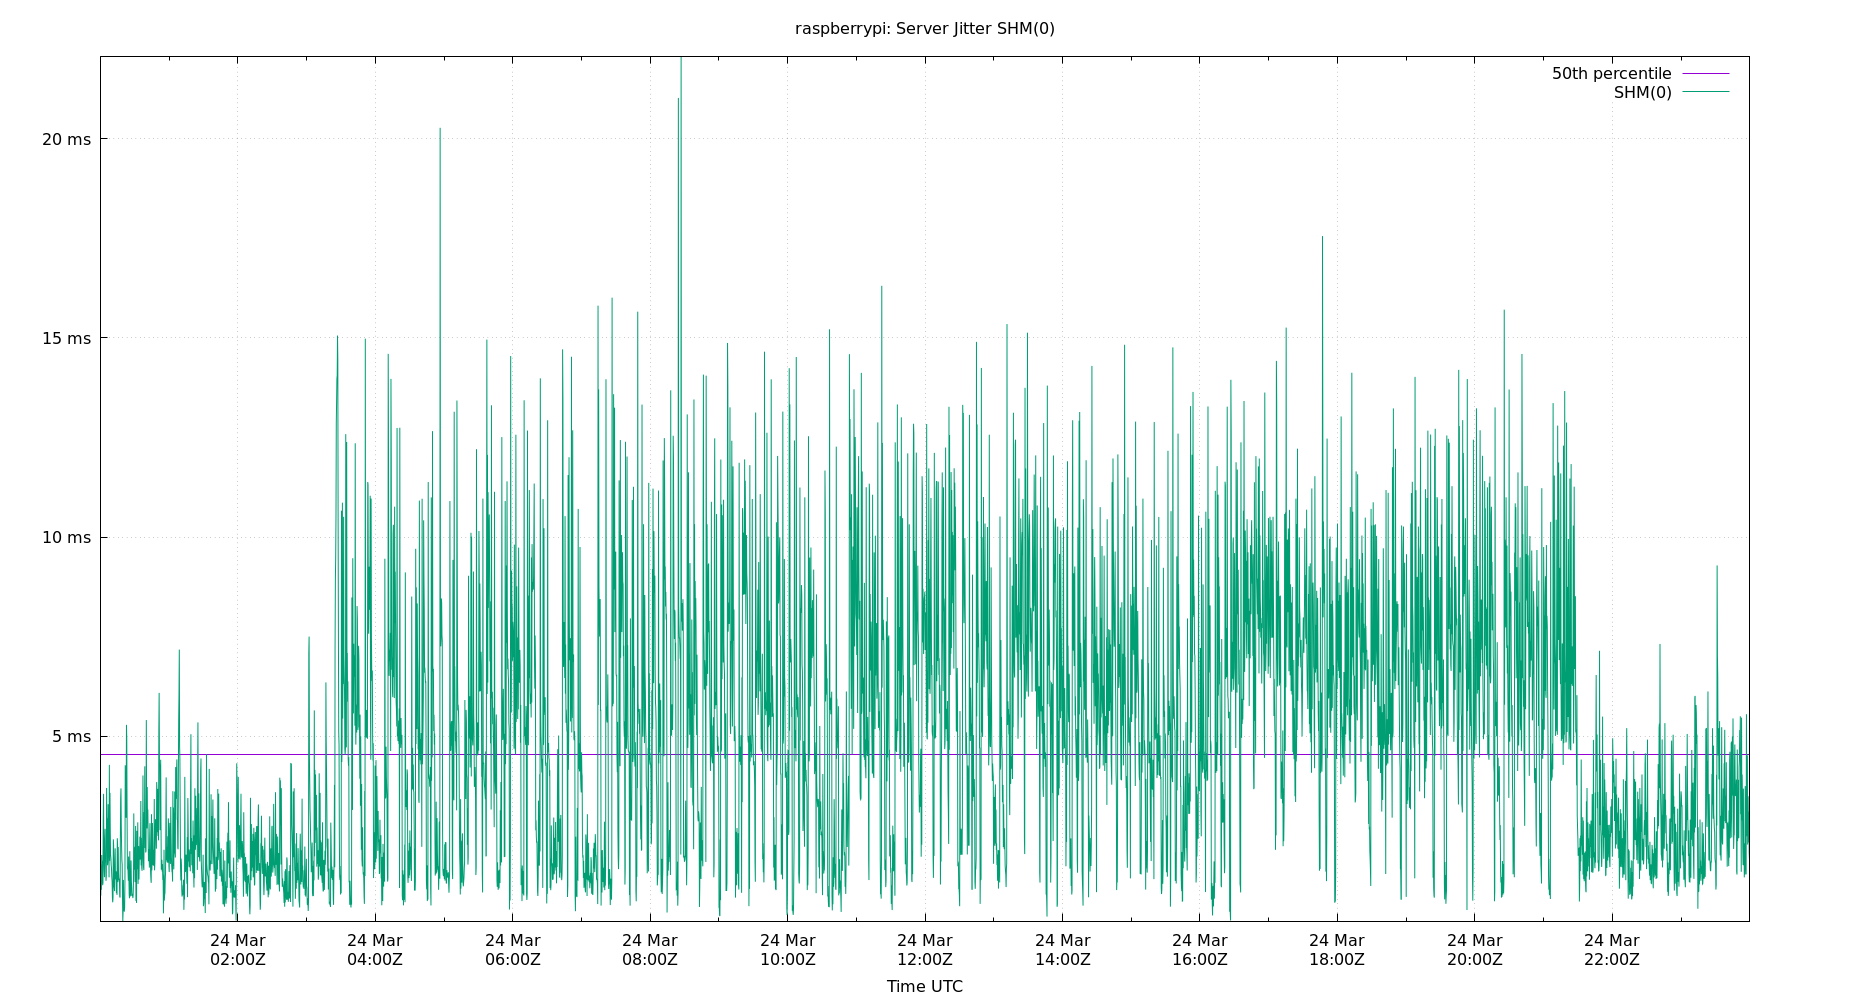 raspberrypi: Server Jitter SHM(0)
50th percentile
SHM(0)
20 ms
15 ms
10 ms
5 ms
24 Mar 24 Mar 24 Mar 24 Mar 24 Mar 24 Mar 24 Mar 24 Mar 24 Mar 24 Mar 24 Mar
02:00Z 04:00Z 06:00Z 08:00Z 10:00Z 12:00Z 14:00Z 16:00Z 18:00Z 20:00Z 22:00Z
Time UTC